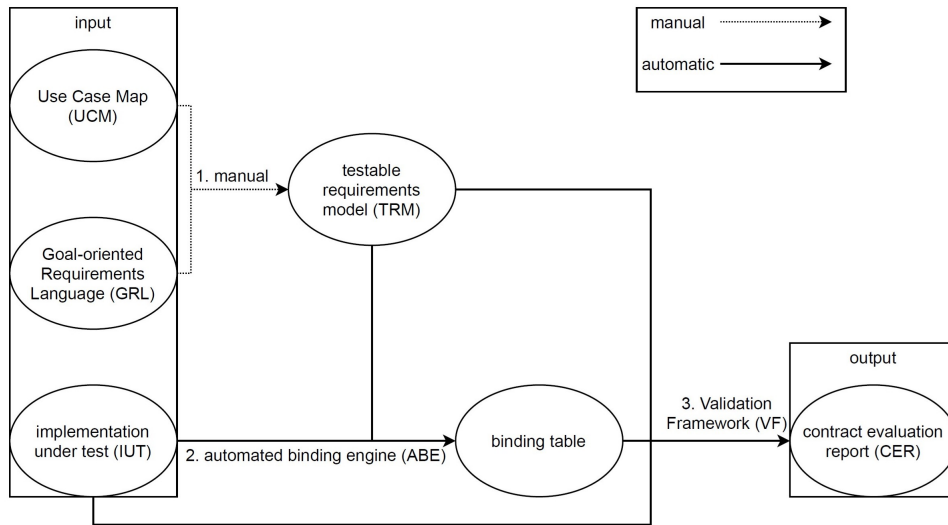 input
Use Case Map
(UCM)
Goal-oriented
Requirements
Language (GRL)
implementation
under test (IUT)
1. manual
testable
requirements
model (TRM)
2. automated binding engine (ABE)
binding table
manual
automatic
3. Validation
Framework (VF)
output
contract evaluation
report (CER)